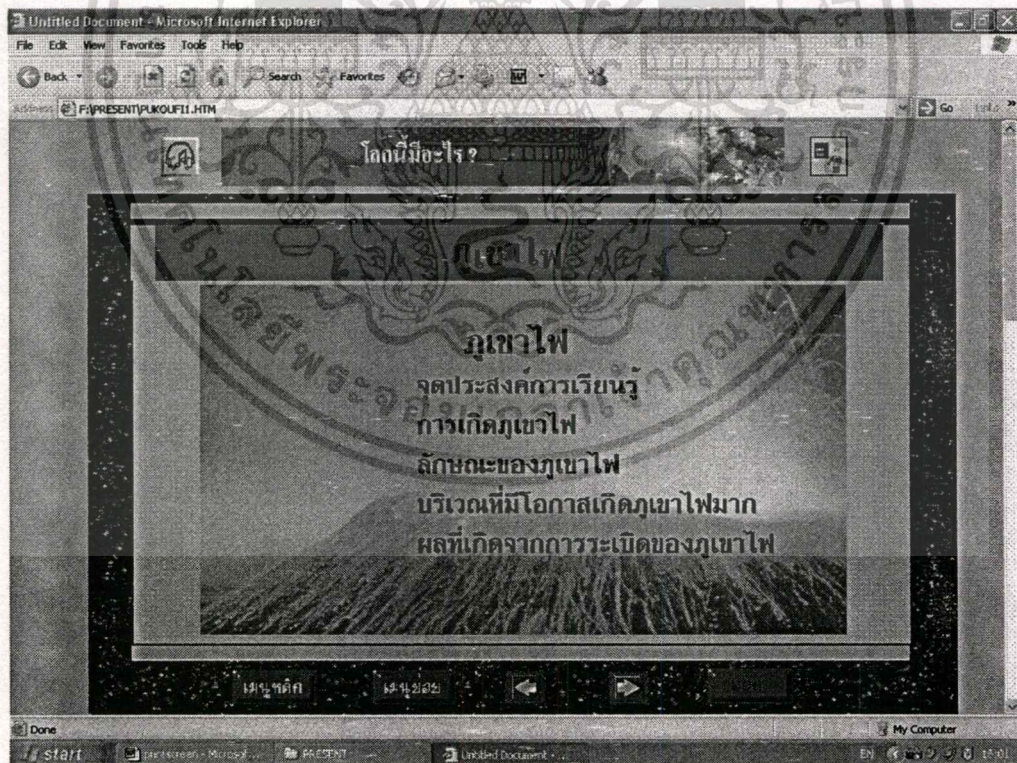 Untitled Document - Microsoft Internet Explorer
File Edit View Favorites Tools Help
Back Search Favorites
Address F:\PRESENT\PUKOUFI1.HTM Go Links
โลกนี้มีอะไร ?
ภูเขาไฟ
ภูเขาไฟ
จุดประสงค์การเรียนรู้
การเกิดภูเขาไฟ
ลักษณะของภูเขาไฟ
บริเวณที่มีโอกาสเกิดภูเขาไฟมาก
ผลที่เกิดจากการระเบิดของภูเขาไฟ
เมนูหลัก เมนูย่อย
Done My Computer
start PRESENT Untitled Document - ... EN 15:01